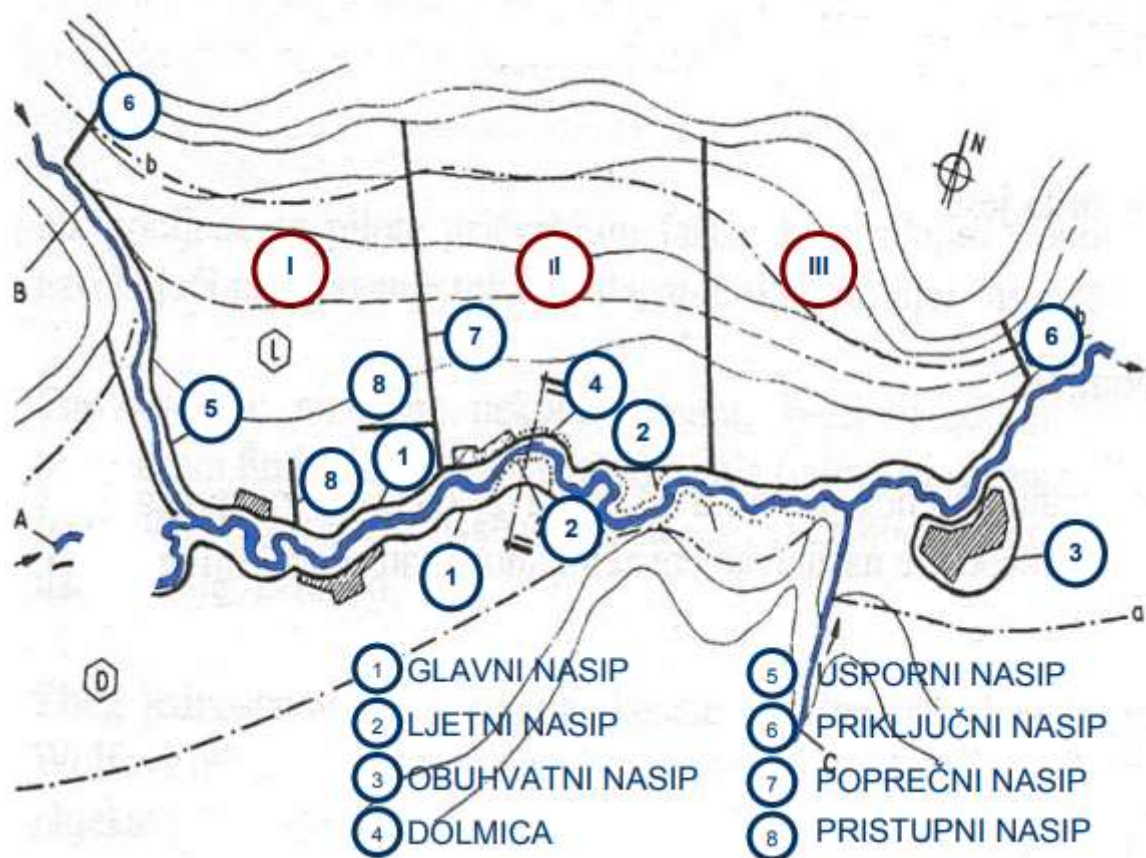 6
b
N
B
I
II
III
7
6
b
L
8
4
5
1
2
8
A
2
1
3
a
D
C
1 GLAVNI NASIP
2 LJETNI NASIP
3 OBUHVATNI NASIP
4 DOLMICA
5 USPORNI NASIP
6 PRIKLJUČNI NASIP
7 POPREČNI NASIP
8 PRISTUPNI NASIP